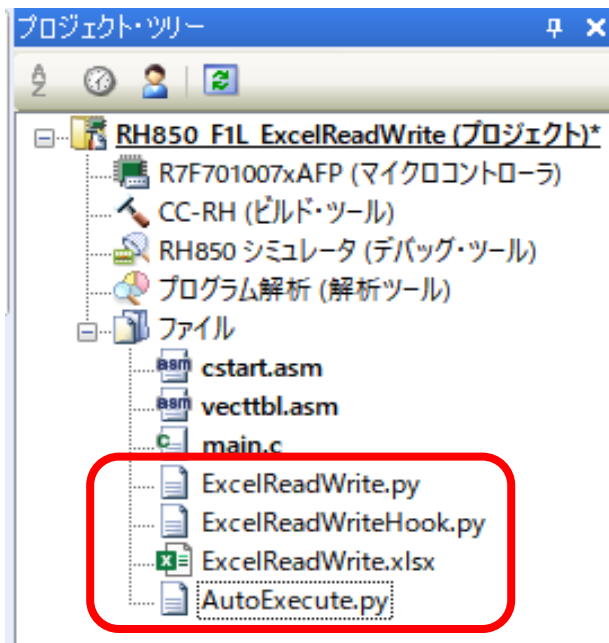 プロジェクト・ツリー
RH850_F1L_ExcelReadWrite (プロジェクト)*
R7F701007xAFP (マイクロコントローラ)
CC-RH (ビルド・ツール)
RH850 シミュレータ (デバッグ・ツール)
プログラム解析 (解析ツール)
ファイル
asm cstart.asm
asm vecttbl.asm
c main.c
ExcelReadWrite.py
ExcelReadWriteHook.py
ExcelReadWrite.xlsx
AutoExecute.py